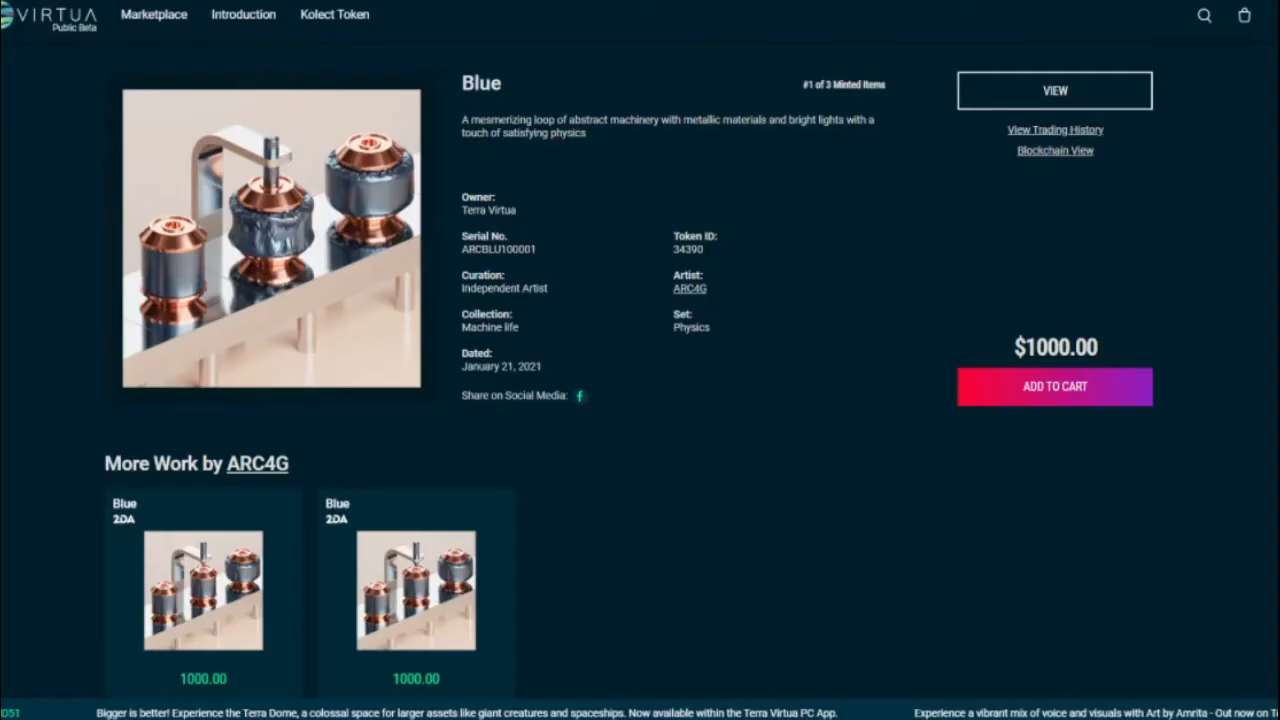 VIRTUA
Public Beta
Marketplace
Introduction
Kolect Token
Blue
#1 of 3 Minted Items
A mesmerizing loop of abstract machinery with metallic materials and bright lights with a
touch of satisfying physics
Owner:
Terra Virtua
Serial No.
ARCBLU100001
Token ID:
34390
Curation:
Independent Artist
Artist:
ARC4G
Collection:
Machine life
Set:
Physics
Dated:
January 21, 2021
Share on Social Media:
VIEW
View Trading History
Blockchain View
$1000.00
ADD TO CART
More Work by ARC4G
Blue
2DA
1000.00
Blue
2DA
1000.00
Bigger is better! Experience the Terra Dome, a colossal space for larger assets like giant creatures and spaceships. Now available within the Terra Virtua PC App.
Experience a vibrant mix of voice and visuals with Art by Amrita - Out now on